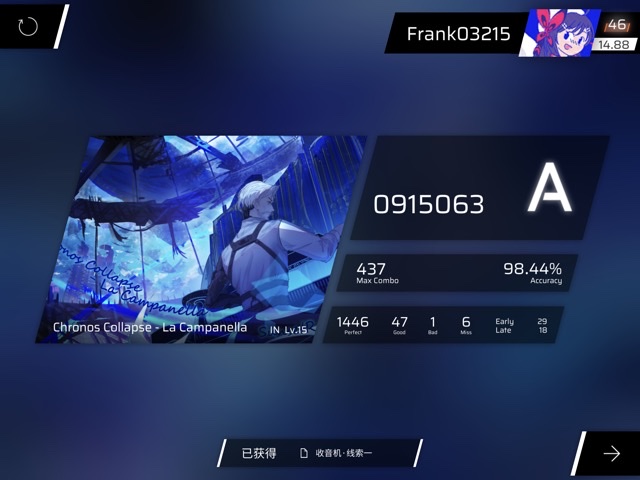 Frank03215
46
14.88
0915063
A
437
Max Combo
98.44%
Accuracy
1446
Perfect
47
Good
1
Bad
6
Miss
Early 29
Late 18
Chronos Collapse
La Campanella
Chronos Collapse - La Campanella
IN Lv.15
已获得
收音机·线索一